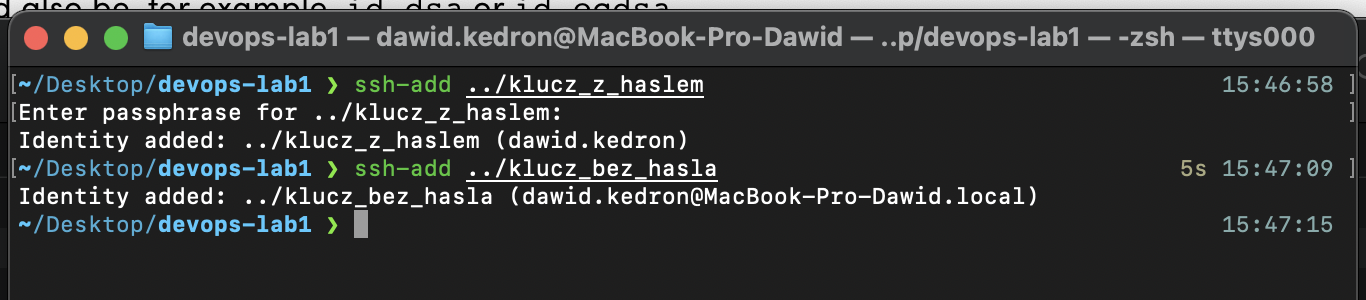 d also be, for example, id_dsa or id_ecdsa
devops-lab1 — dawid.kedron@MacBook-Pro-Dawid — ..p/devops-lab1 — -zsh — ttys000
[~/Desktop/devops-lab1 ❯ ssh-add ../klucz_z_haslem 15:46:58 ]
[Enter passphrase for ../klucz_z_haslem: ]
Identity added: ../klucz_z_haslem (dawid.kedron)
[~/Desktop/devops-lab1 ❯ ssh-add ../klucz_bez_hasla 5s 15:47:09 ]
Identity added: ../klucz_bez_hasla (dawid.kedron@MacBook-Pro-Dawid.local)
~/Desktop/devops-lab1 ❯ 15:47:15